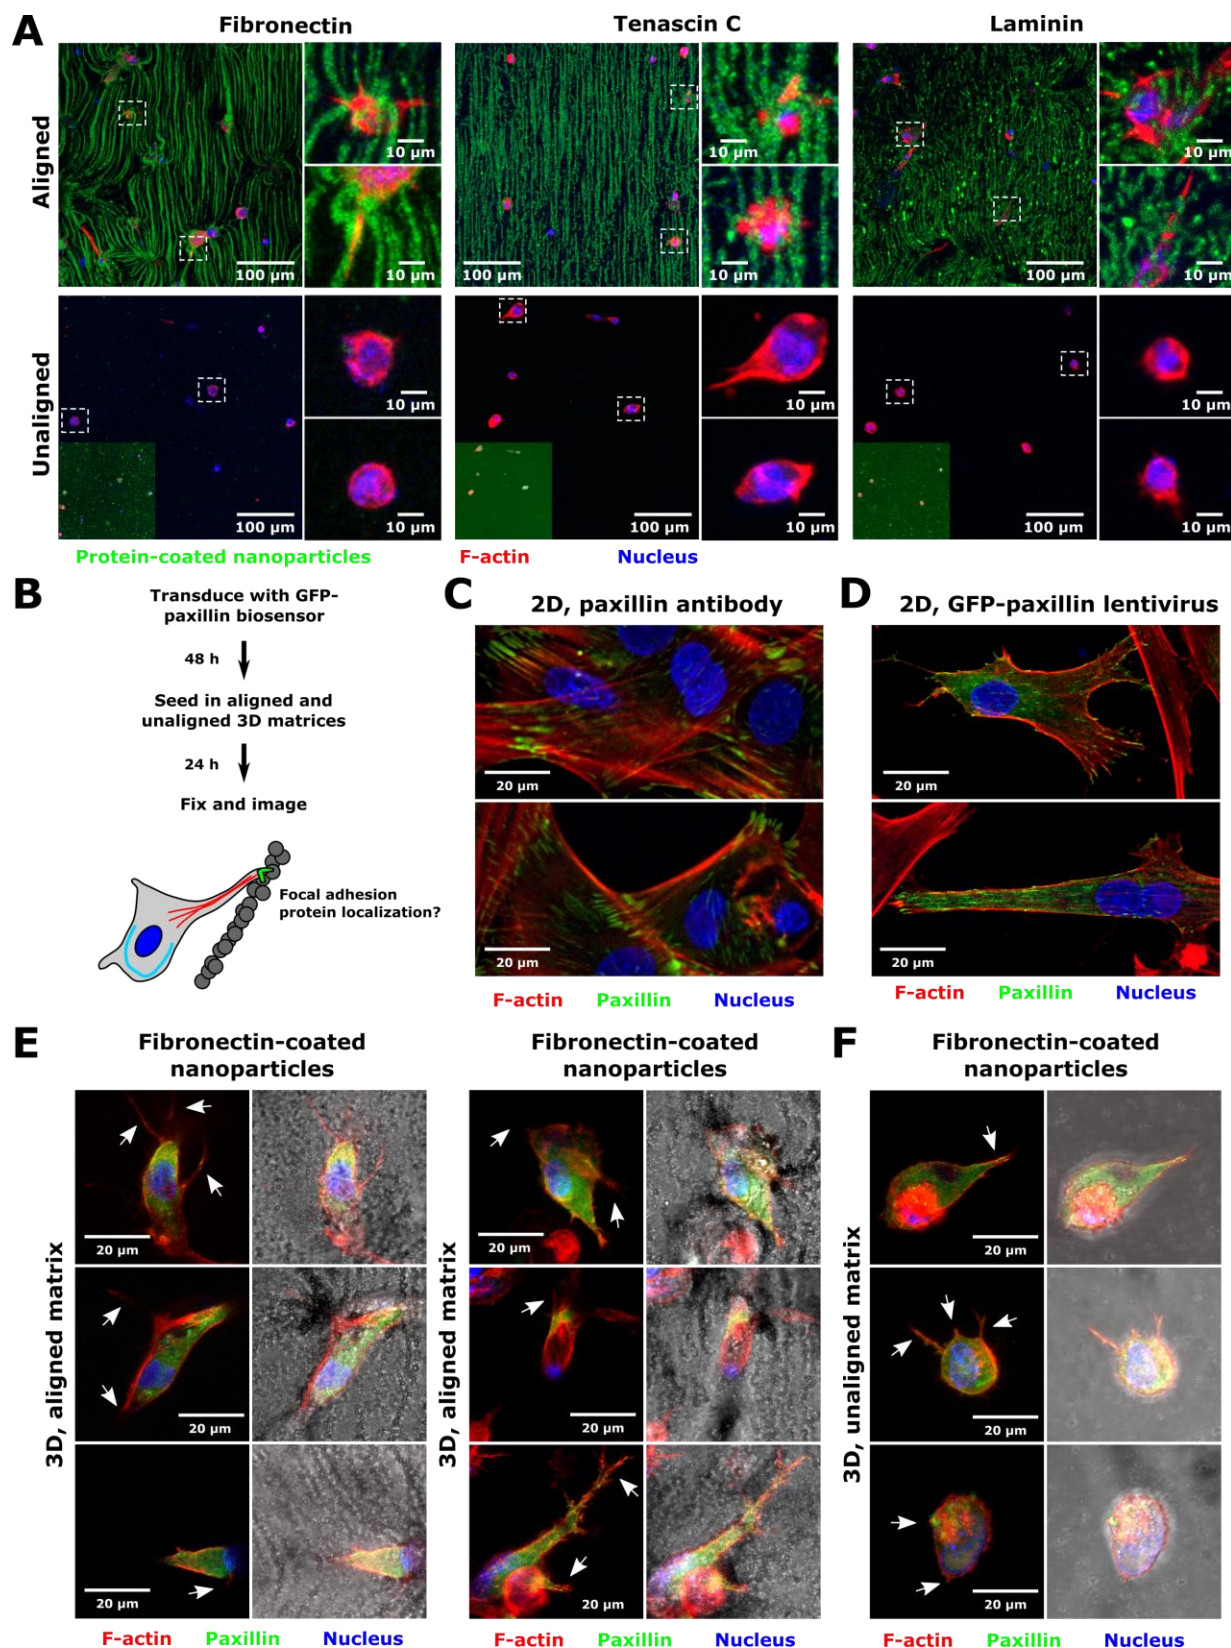 A
Fibronectin
Tenascin C
Laminin
Aligned
100 µm
10 µm
10 µm
100 µm
10 µm
10 µm
100 µm
10 µm
10 µm
Unaligned
100 µm
10 µm
10 µm
100 µm
10 µm
10 µm
100 µm
10 µm
10 µm
Protein-coated nanoparticles
F-actin
Nucleus
B
Transduce with GFP-
paxillin biosensor
48 h
Seed in aligned and
unaligned 3D matrices
24 h
Fix and image
Focal adhesion
protein localization?
C
2D, paxillin antibody
20 µm
20 µm
F-actin
Paxillin
Nucleus
D
2D, GFP-paxillin lentivirus
20 µm
20 µm
F-actin
Paxillin
Nucleus
E
Fibronectin-coated
nanoparticles
3D, aligned matrix
20 µm
20 µm
20 µm
F-actin
Paxillin
Nucleus
Fibronectin-coated
nanoparticles
3D, aligned matrix
20 µm
20 µm
20 µm
F-actin
Paxillin
Nucleus
F
Fibronectin-coated
nanoparticles
3D, unaligned matrix
20 µm
20 µm
20 µm
F-actin
Paxillin
Nucleus